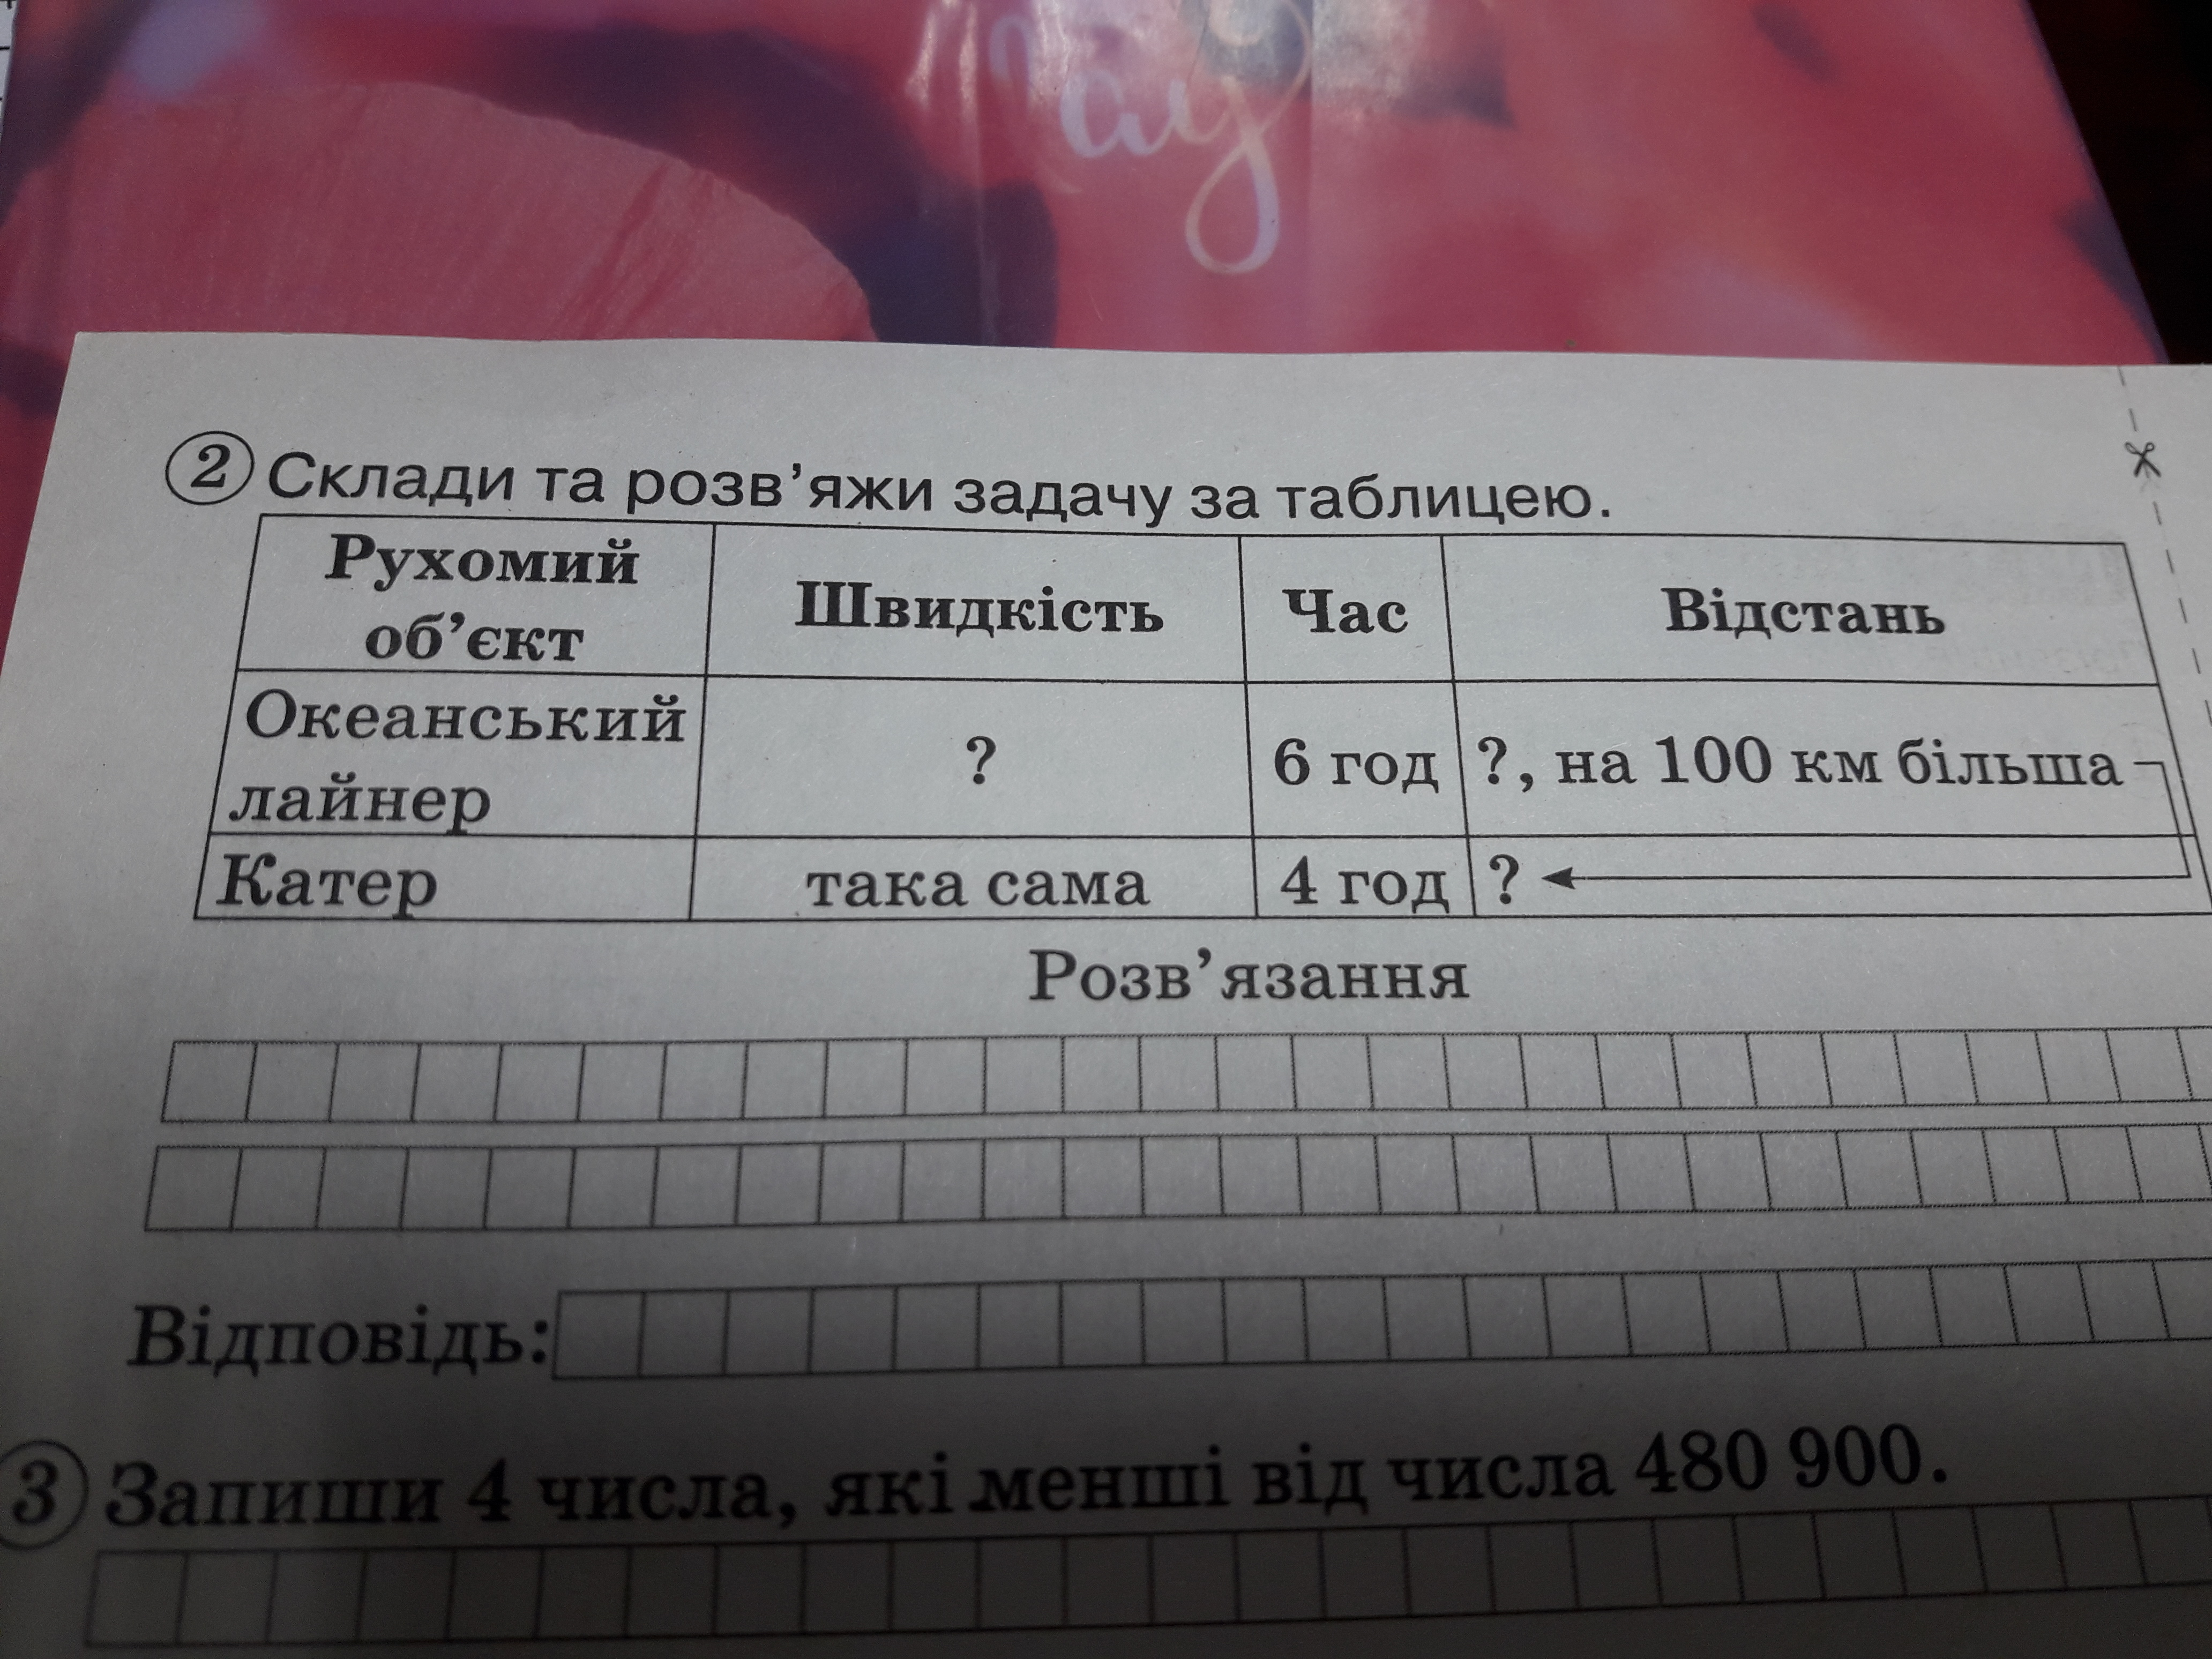 2 Склади та розв’яжи задачу за таблицею.
Рухомий об’єкт Швидкість Час Відстань
Океанський лайнер ? 6 год ?, на 100 км більша
Катер така сама 4 год ?
Розв’язання
Відповідь:
3 Запиши 4 числа, які менші від числа 480 900.